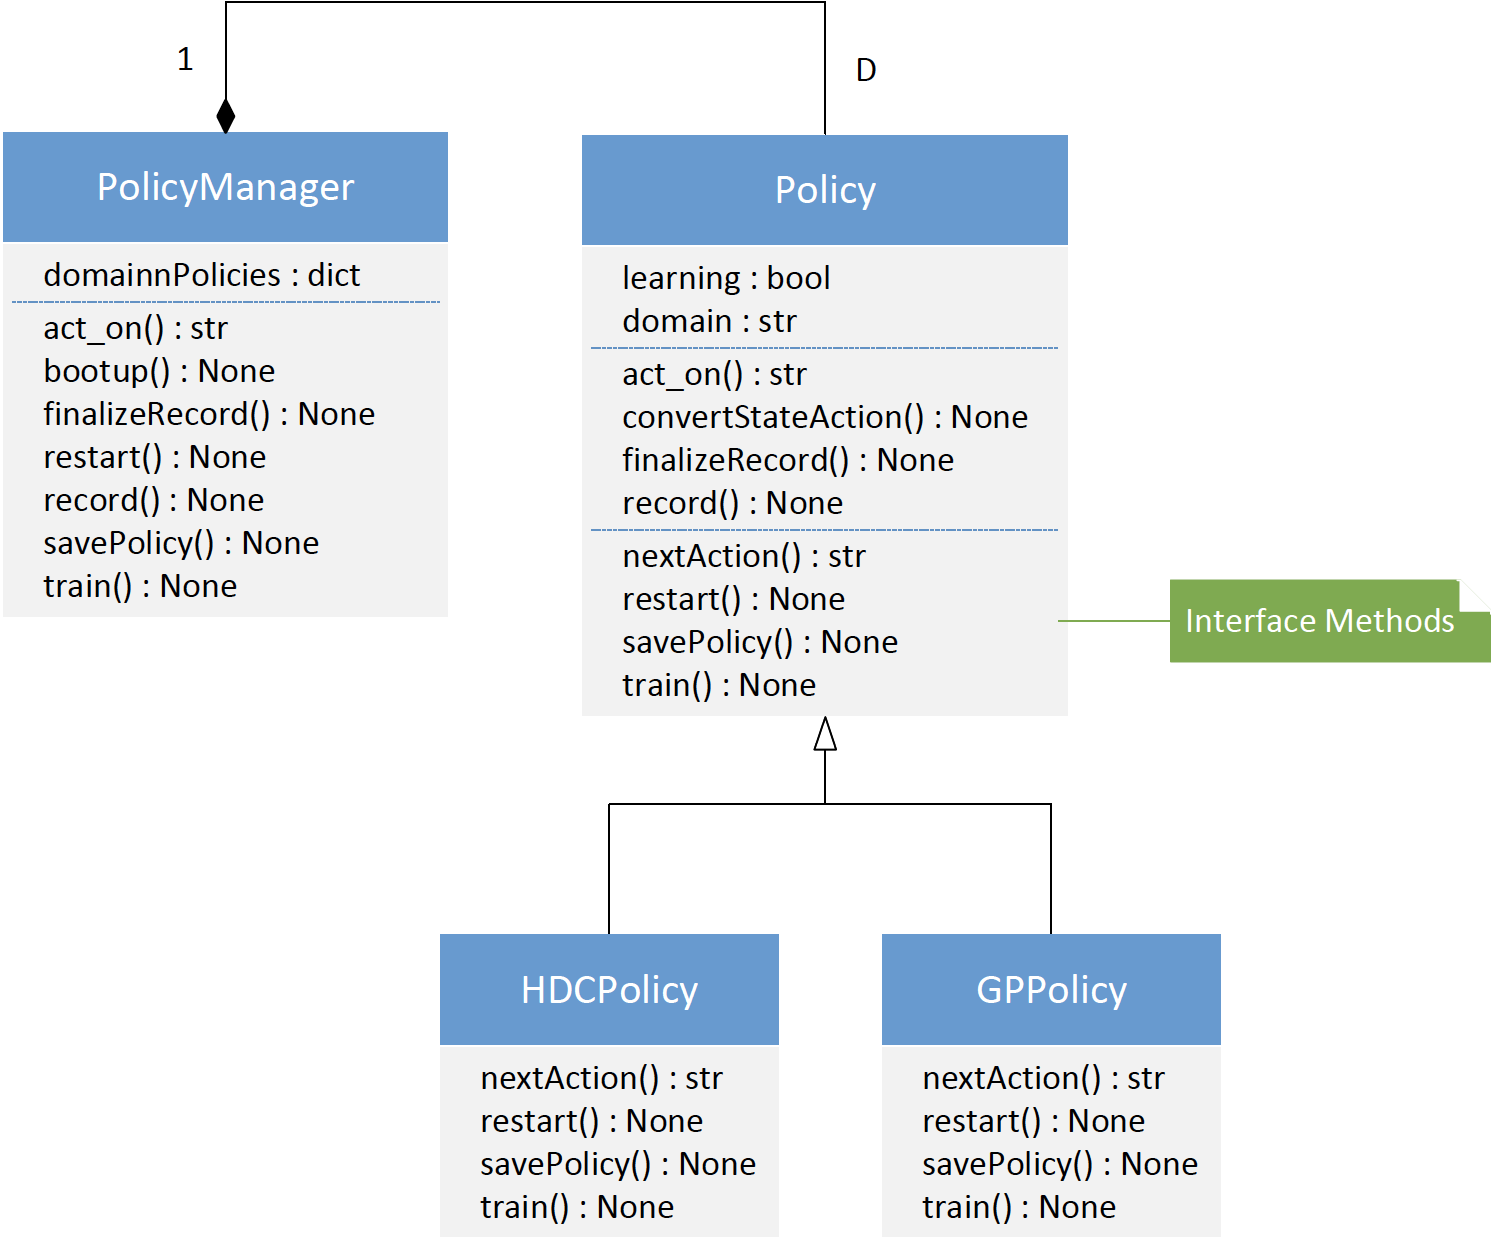 1
D
PolicyManager
domainnPolicies : dict
act_on() : str
bootup() : None
finalizeRecord() : None
restart() : None
record() : None
savePolicy() : None
train() : None
Policy
learning : bool
domain : str
act_on() : str
convertStateAction() : None
finalizeRecord() : None
record() : None
nextAction() : str
restart() : None
savePolicy() : None
train() : None
Interface Methods
HDCPolicy
nextAction() : str
restart() : None
savePolicy() : None
train() : None
GPPolicy
nextAction() : str
restart() : None
savePolicy() : None
train() : None